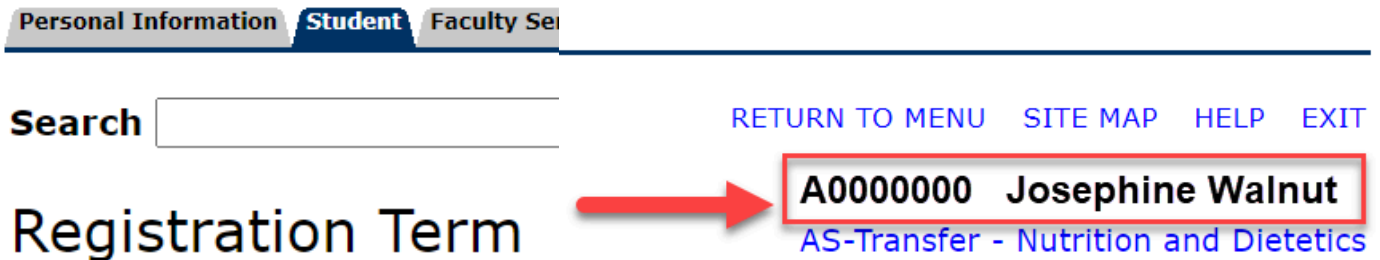 Personal Information Student Faculty Ser
Search
RETURN TO MENU SITE MAP HELP EXIT
A0000000 Josephine Walnut
Registration Term
AS-Transfer - Nutrition and Dietetics